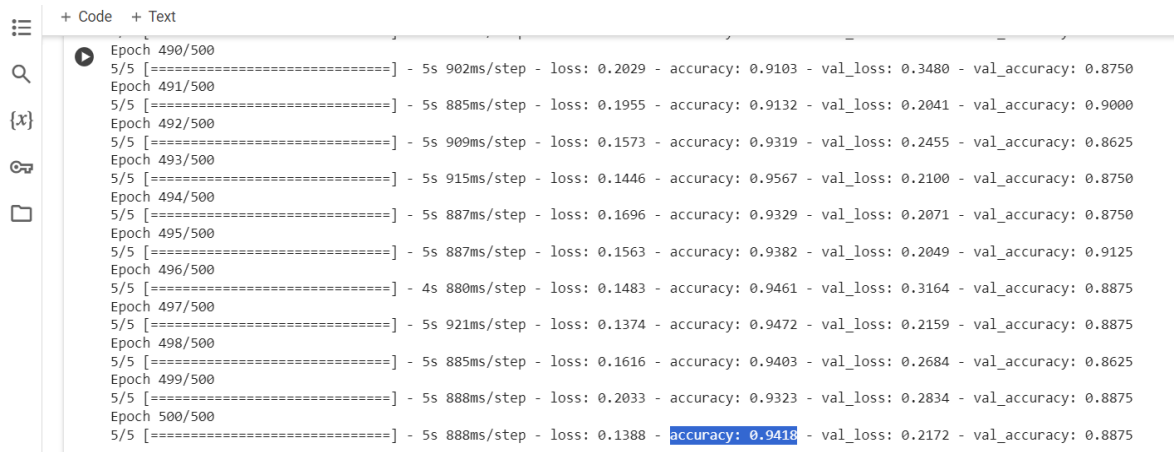 + Code + Text
Epoch 490/500
5/5 [==============================] - 5s 902ms/step - loss: 0.2029 - accuracy: 0.9103 - val_loss: 0.3480 - val_accuracy: 0.8750
Epoch 491/500
5/5 [==============================] - 5s 885ms/step - loss: 0.1955 - accuracy: 0.9132 - val_loss: 0.2041 - val_accuracy: 0.9000
Epoch 492/500
5/5 [==============================] - 5s 909ms/step - loss: 0.1573 - accuracy: 0.9319 - val_loss: 0.2455 - val_accuracy: 0.8625
Epoch 493/500
5/5 [==============================] - 5s 915ms/step - loss: 0.1446 - accuracy: 0.9567 - val_loss: 0.2100 - val_accuracy: 0.8750
Epoch 494/500
5/5 [==============================] - 5s 887ms/step - loss: 0.1696 - accuracy: 0.9329 - val_loss: 0.2071 - val_accuracy: 0.8750
Epoch 495/500
5/5 [==============================] - 5s 887ms/step - loss: 0.1563 - accuracy: 0.9382 - val_loss: 0.2049 - val_accuracy: 0.9125
Epoch 496/500
5/5 [==============================] - 4s 880ms/step - loss: 0.1483 - accuracy: 0.9461 - val_loss: 0.3164 - val_accuracy: 0.8875
Epoch 497/500
5/5 [==============================] - 5s 921ms/step - loss: 0.1374 - accuracy: 0.9472 - val_loss: 0.2159 - val_accuracy: 0.8875
Epoch 498/500
5/5 [==============================] - 5s 885ms/step - loss: 0.1616 - accuracy: 0.9403 - val_loss: 0.2684 - val_accuracy: 0.8625
Epoch 499/500
5/5 [==============================] - 5s 888ms/step - loss: 0.2033 - accuracy: 0.9323 - val_loss: 0.2834 - val_accuracy: 0.8875
Epoch 500/500
5/5 [==============================] - 5s 888ms/step - loss: 0.1388 - accuracy: 0.9418 - val_loss: 0.2172 - val_accuracy: 0.8875
{x}